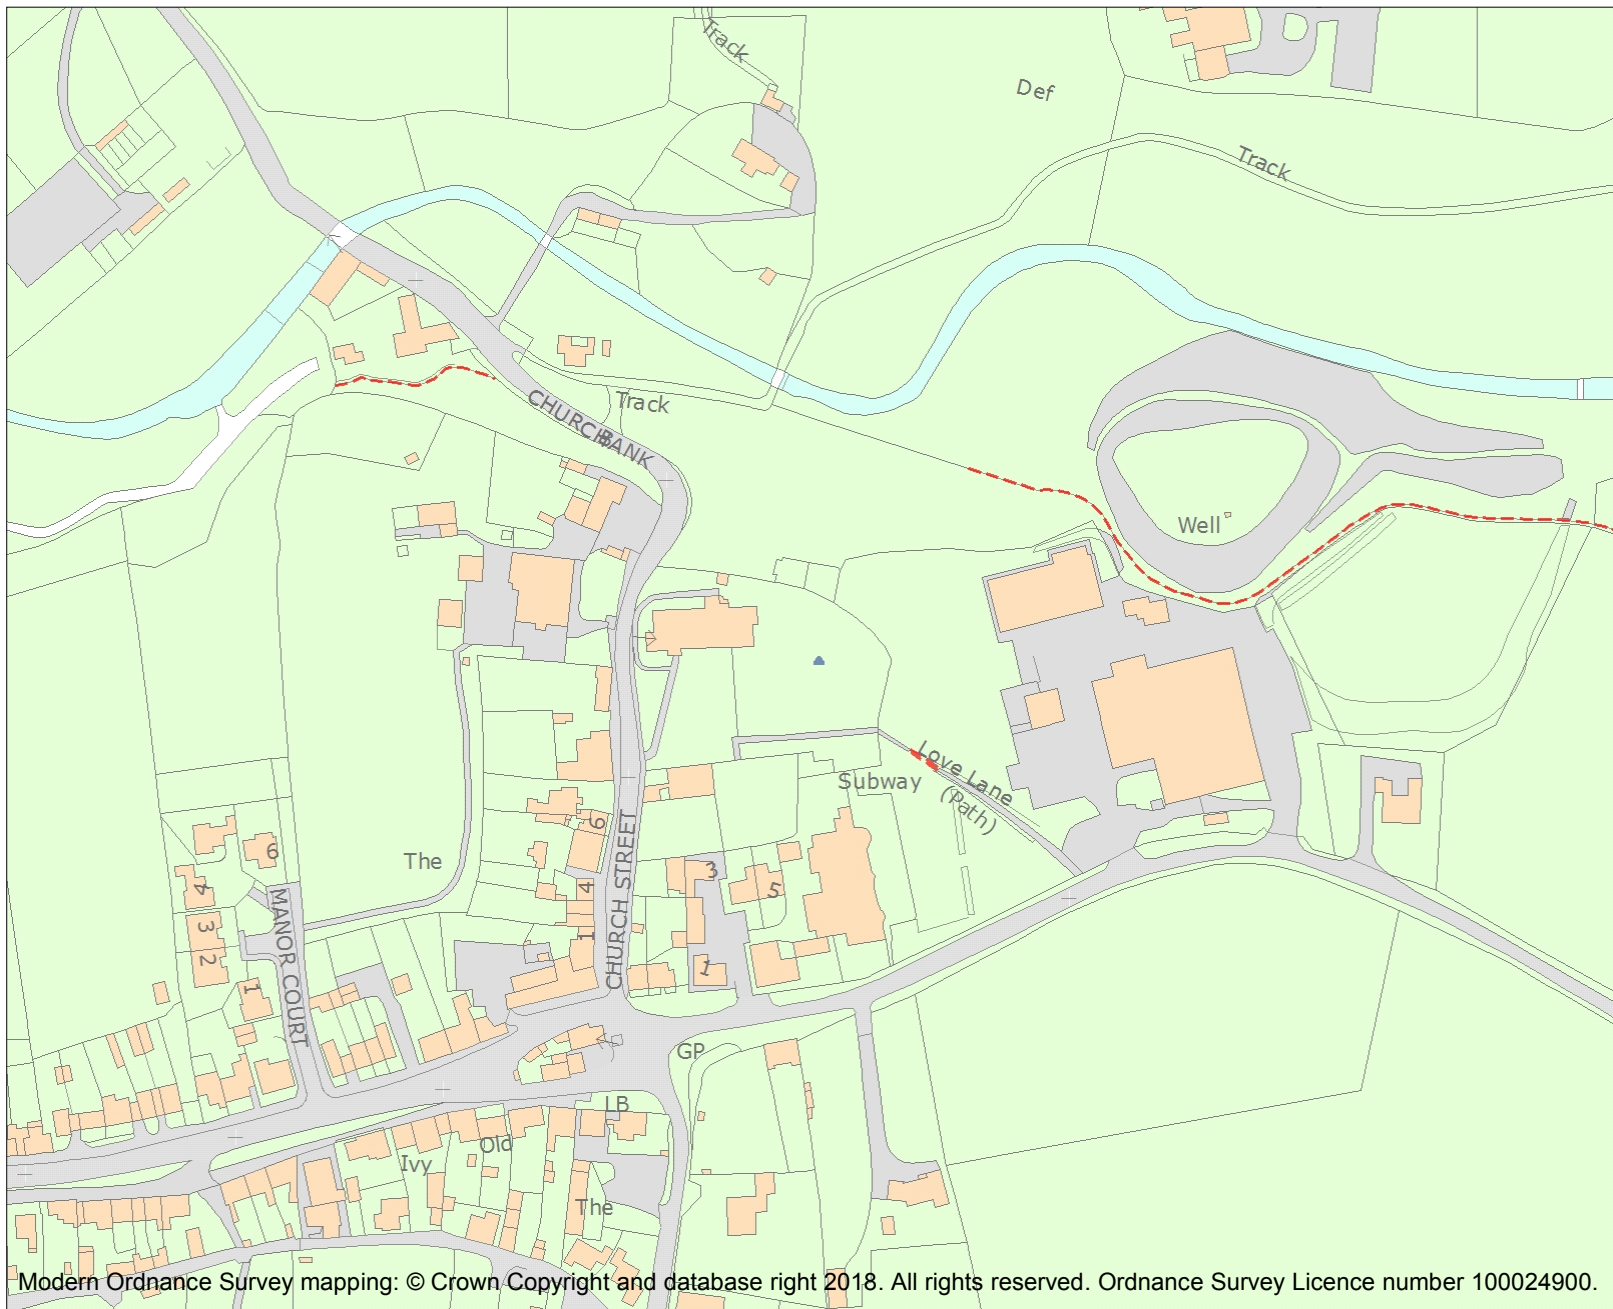 Track
Def
Track
CHURCH BANK
Track
Well
Love Lane
(Path)
Subway
CHURCH STREET
6
The
6
4
3
5
4
3
2
1
1
1
MANOR COURT
GP
LB
Old
Ivy
The
Modern Ordnance Survey mapping: © Crown Copyright and database right 2018. All rights reserved. Ordnance Survey Licence number 100024900.